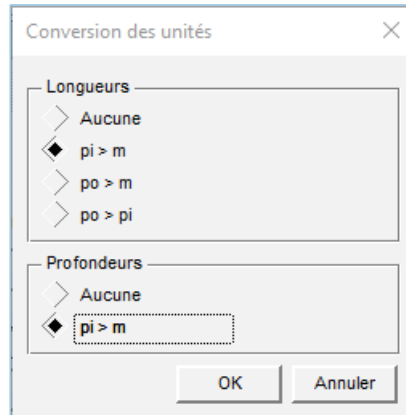 Conversion des unités
Longueurs
Aucune
pi > m
po > m
po > pi
Profondeurs
Aucune
pi > m
OK
Annuler